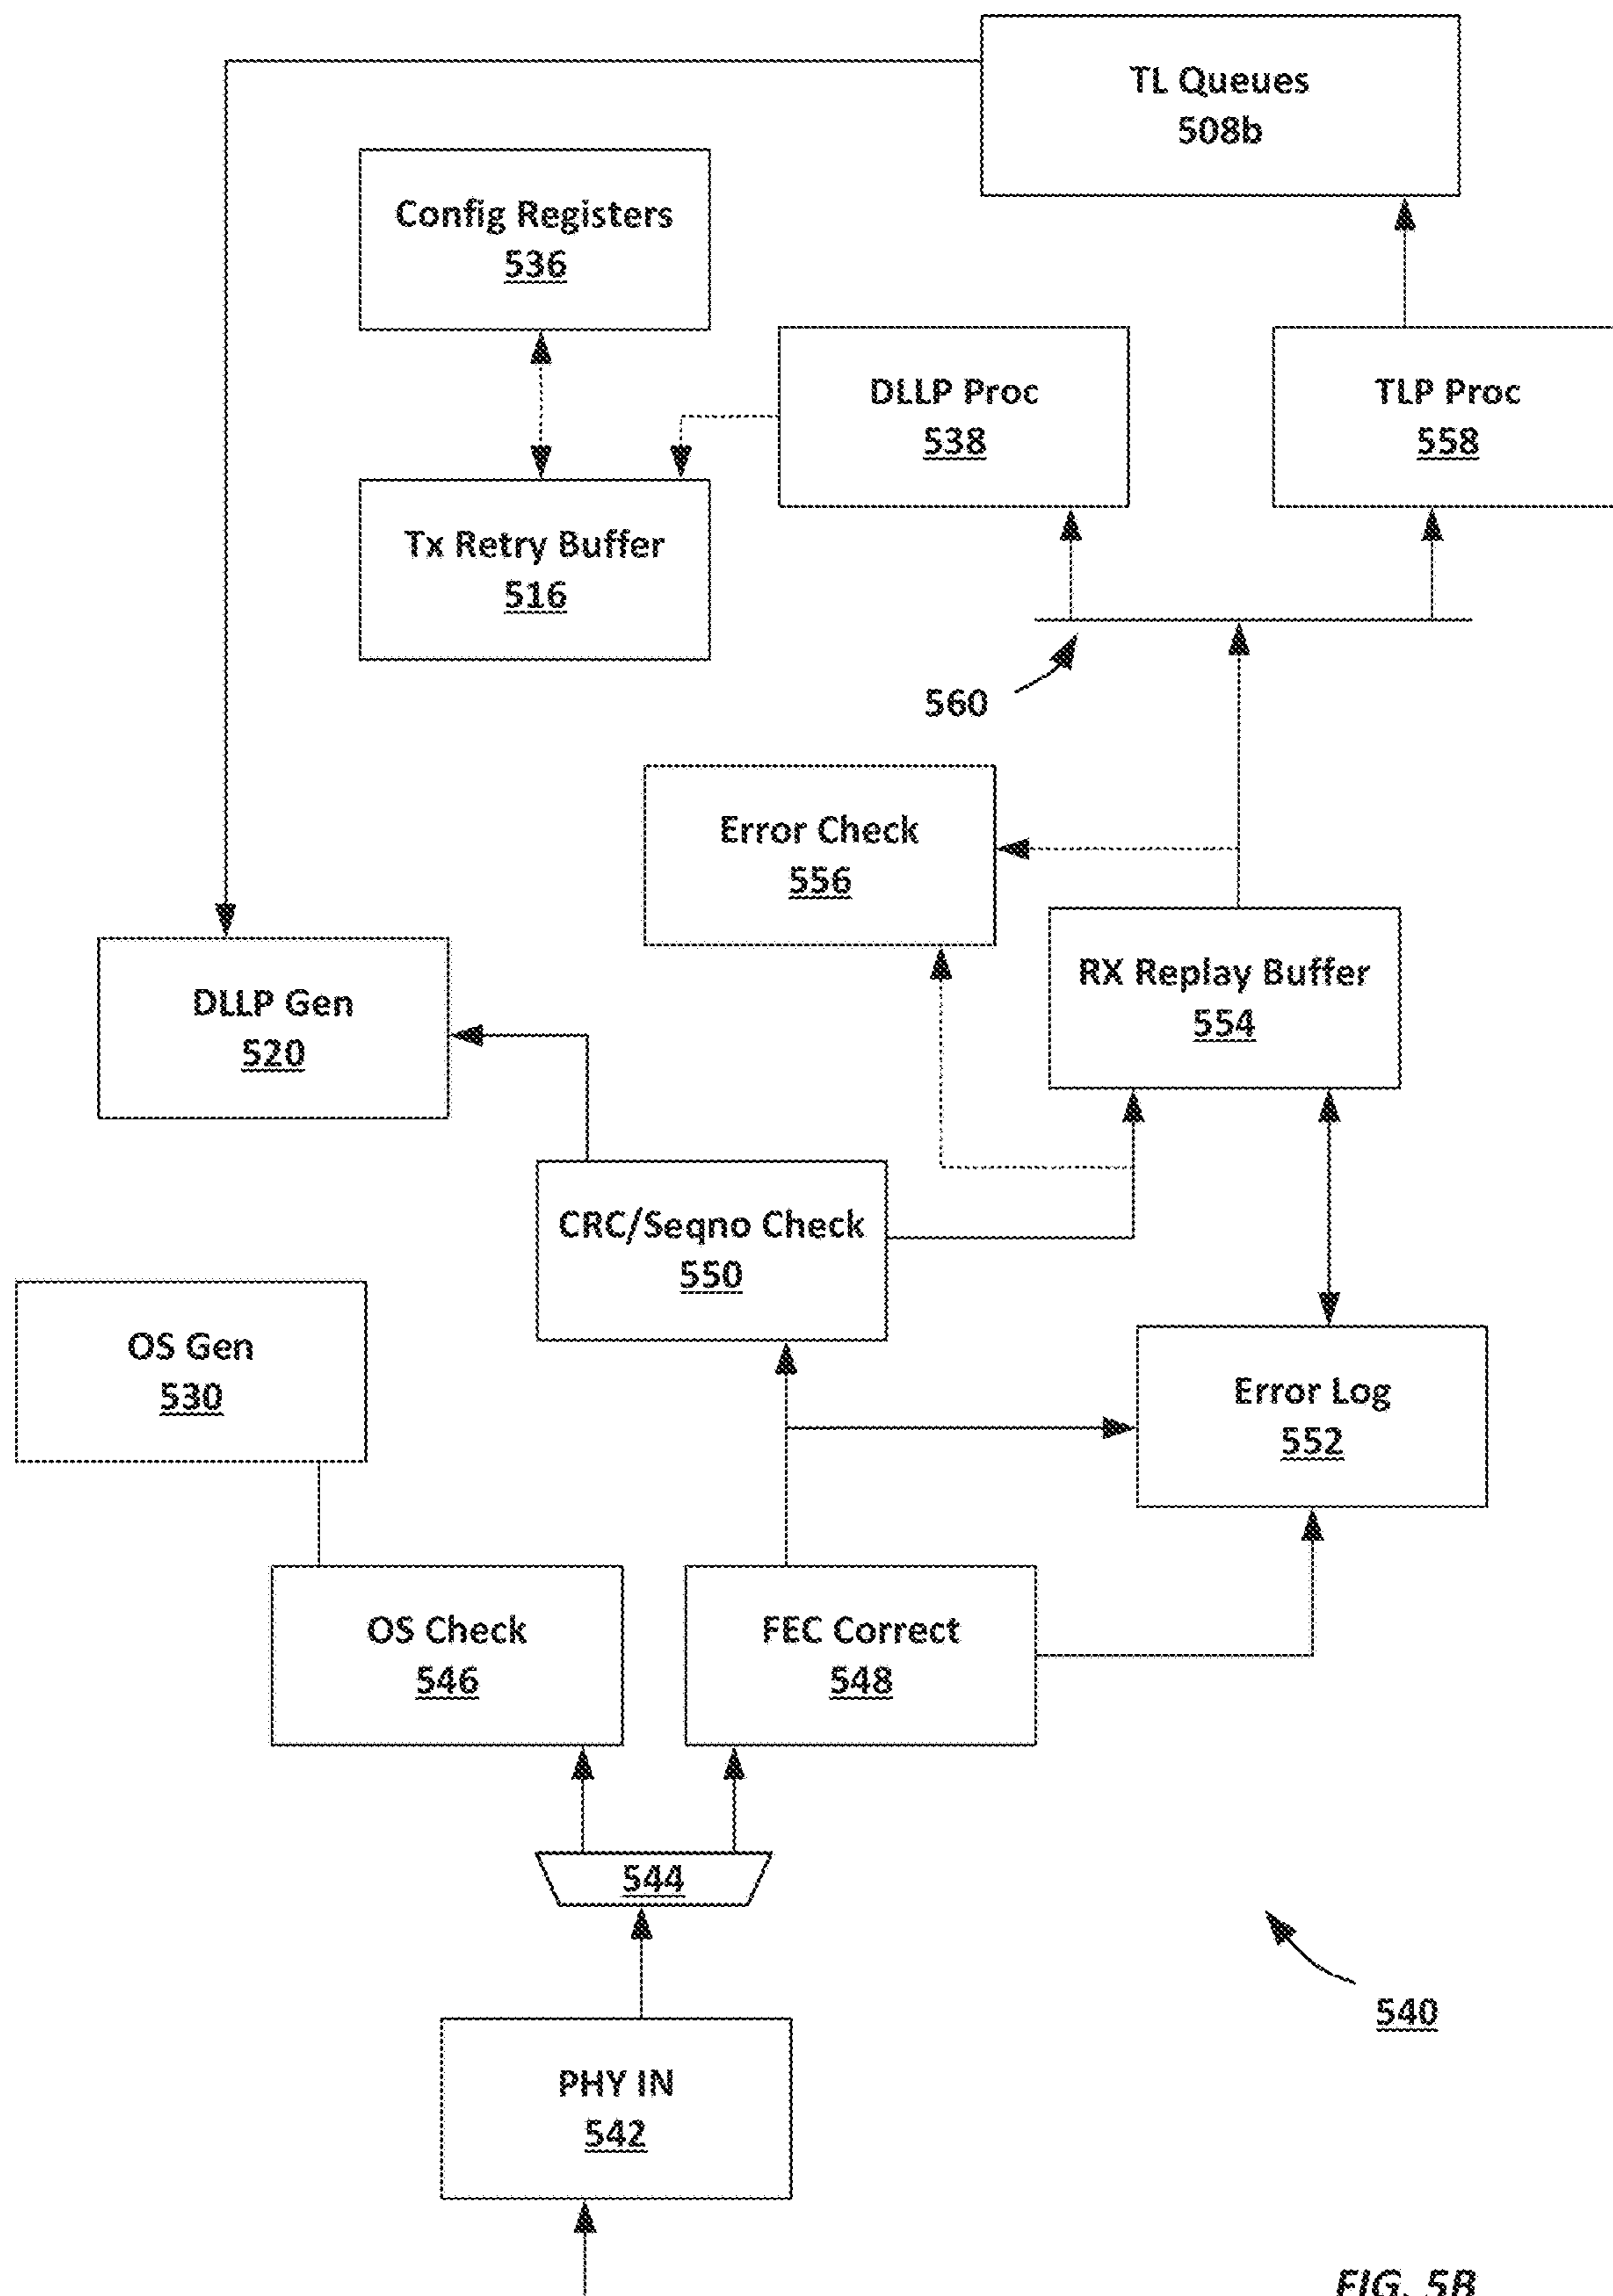 TL Queues
508b
Config Registers
536
DLLP Proc
538
TLP Proc
558
Tx Retry Buffer
516
560
Error Check
556
RX Replay Buffer
554
DLLP Gen
520
CRC/Seqno Check
550
OS Gen
530
Error Log
552
OS Check
546
FEC Correct
548
544
540
PHY IN
542
FIG. 5B